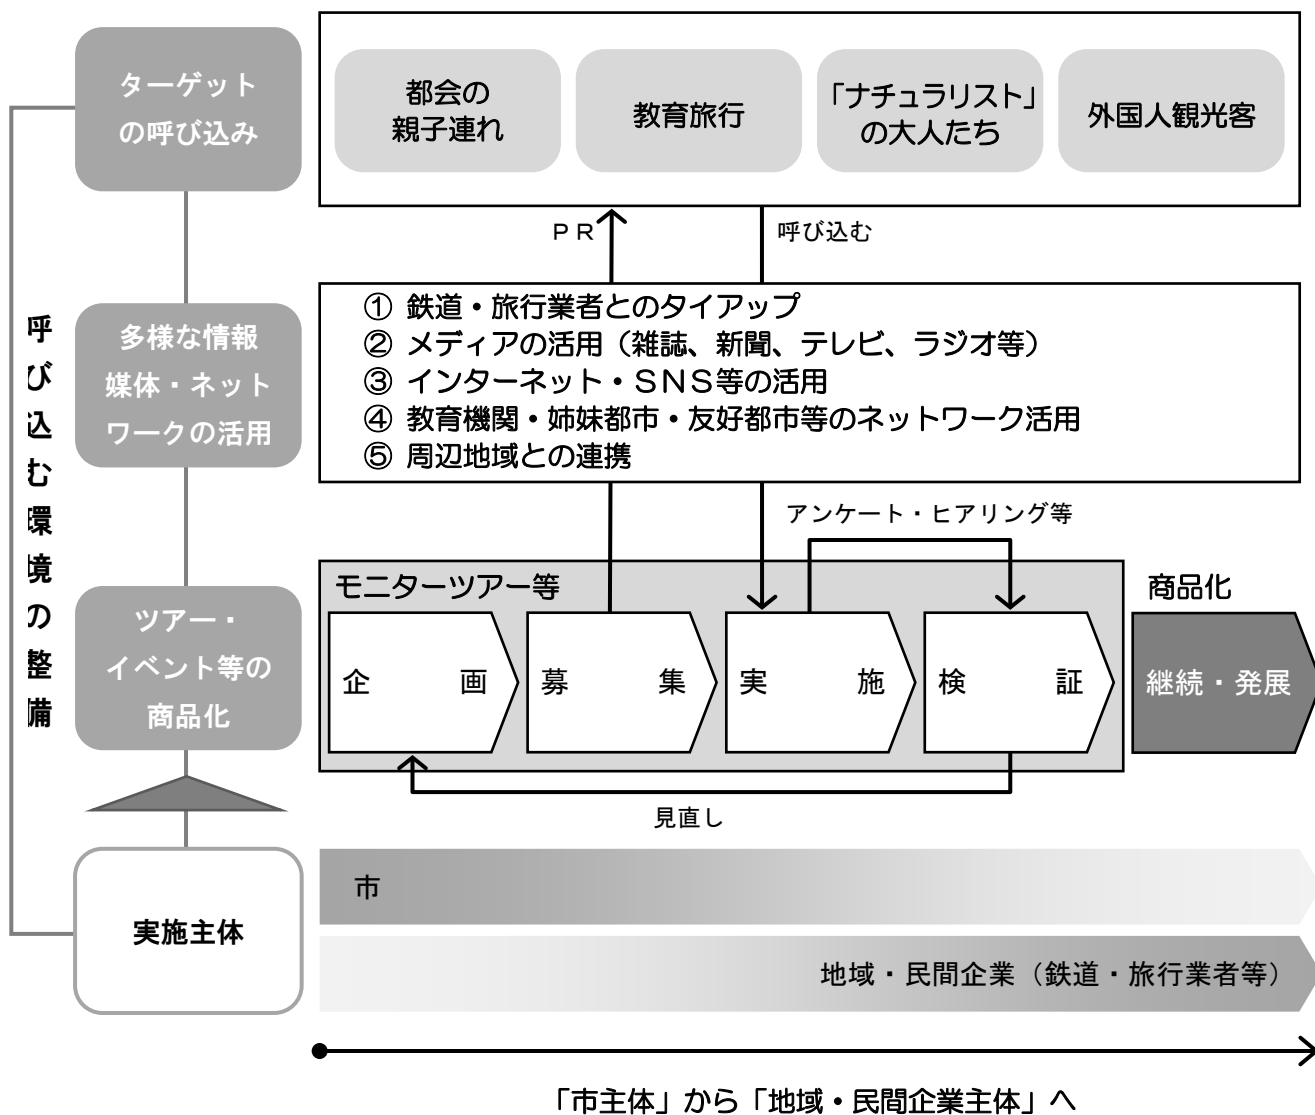 ターゲット
の呼び込み
都会の
親子連れ
教育旅行
「ナチュラリスト」
の大人たち
外国人観光客
ＰＲ
呼び込む
呼び込む環境の整備
多様な情報
媒体・ネット
ワークの活用
① 鉄道・旅行業者とのタイアップ
② メディアの活用（雑誌、新聞、テレビ、ラジオ等）
③ インターネット・ＳＮＳ等の活用
④ 教育機関・姉妹都市・友好都市等のネットワーク活用
⑤ 周辺地域との連携
アンケート・ヒアリング等
ツアー・
イベント等の
商品化
モニターツアー等
商品化
企画
募集
実施
検証
継続・発展
見直し
実施主体
市
地域・民間企業（鉄道・旅行業者等）
「市主体」から「地域・民間企業主体」へ